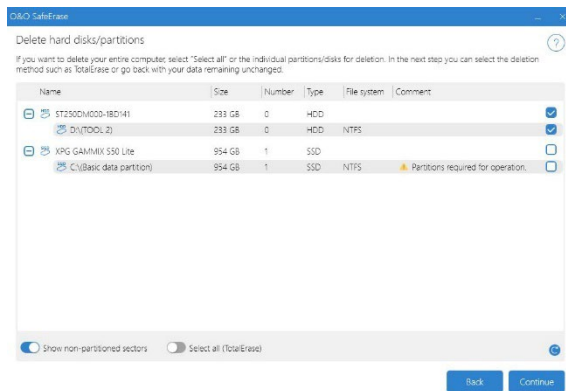 O&O SafeErase
Delete hard disks/partitions
If you want to delete your entire computer, select "Select all" or the individual partitions/disks for deletion. In the next step you can select the deletion
method such as TotalErase or go back with your data remaining unchanged.
Name Size Number Type File system Comment
ST250DM000-1BD141 233 GB 0 HDD
D:\(TOOL 2) 233 GB 0 HDD NTFS
XPG GAMMIX S50 Lite 954 GB 1 SSD
C:\(Basic data partition) 954 GB 1 SSD NTFS Partitions required for operation.
Show non-partitioned sectors Select all (TotalErase)
Back Continue